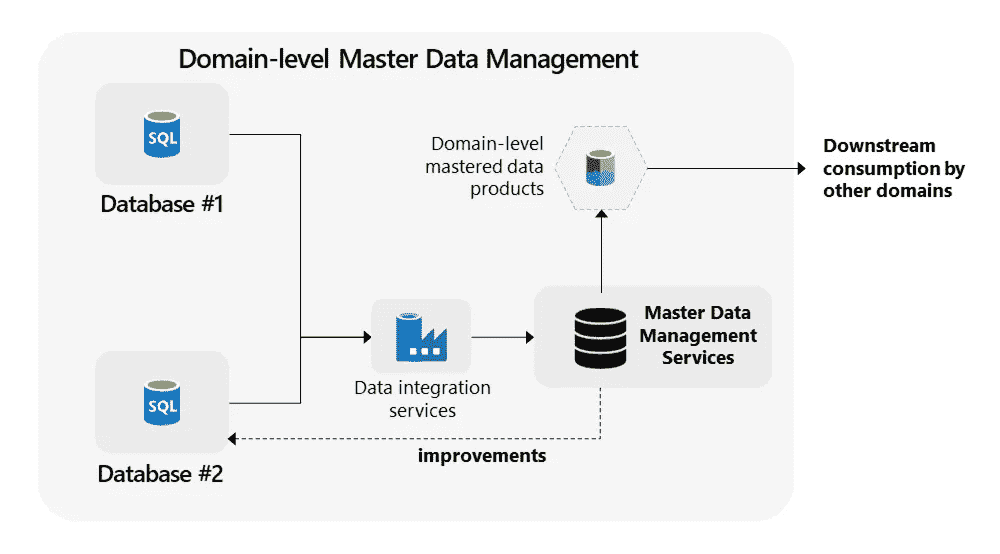 Domain-level Master Data Management
SQL
Database #1
Domain-level
mastered data
products
Downstream
consumption by
other domains
Data integration
services
Master Data
Management
Services
SQL
Database #2
improvements